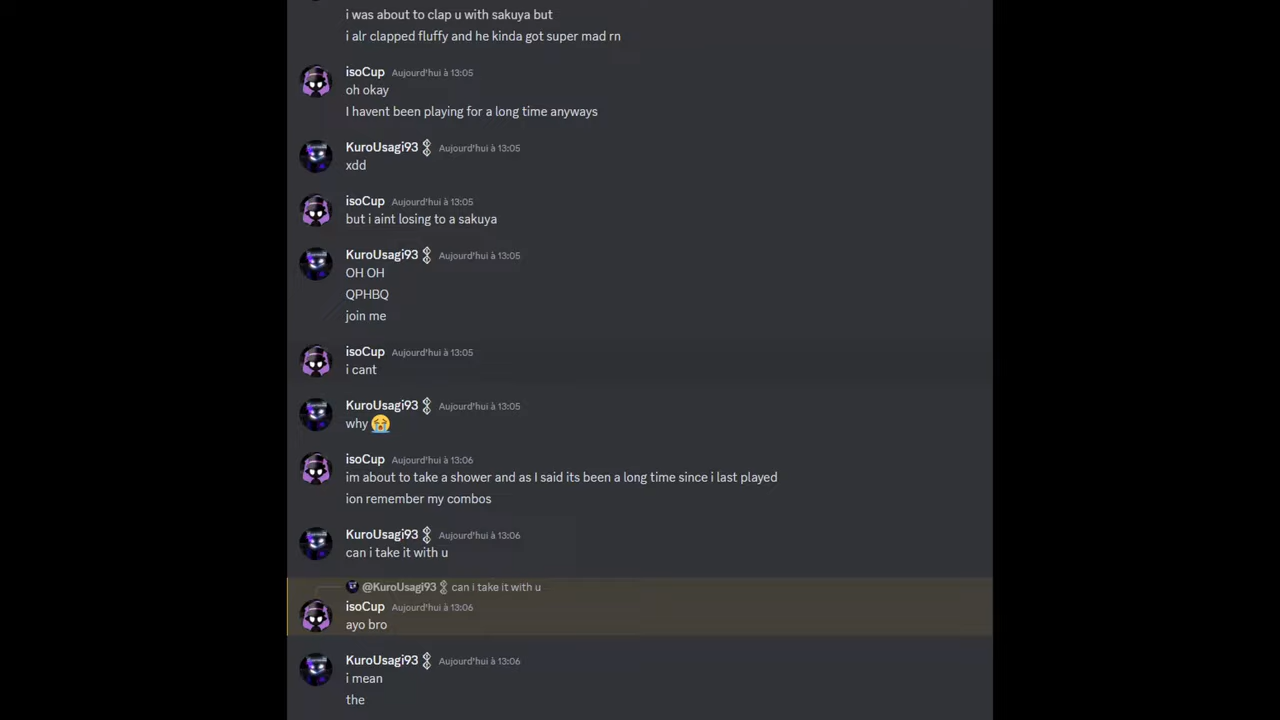 i was about to clap u with sakuya but
i alr clapped fluffy and he kinda got super mad rn
isoCup Aujourd'hui à 13:05
oh okay
I havent been playing for a long time anyways
KuroUsagi93 Aujourd'hui à 13:05
xdd
isoCup Aujourd'hui à 13:05
but i aint losing to a sakuya
KuroUsagi93 Aujourd'hui à 13:05
OH OH
QPHBQ
join me
isoCup Aujourd'hui à 13:05
i cant
KuroUsagi93 Aujourd'hui à 13:05
why 😭
isoCup Aujourd'hui à 13:06
im about to take a shower and as I said its been a long time since i last played
ion remember my combos
KuroUsagi93 Aujourd'hui à 13:06
can i take it with u
@KuroUsagi93 can i take it with u
isoCup Aujourd'hui à 13:06
ayo bro
KuroUsagi93 Aujourd'hui à 13:06
i mean
the